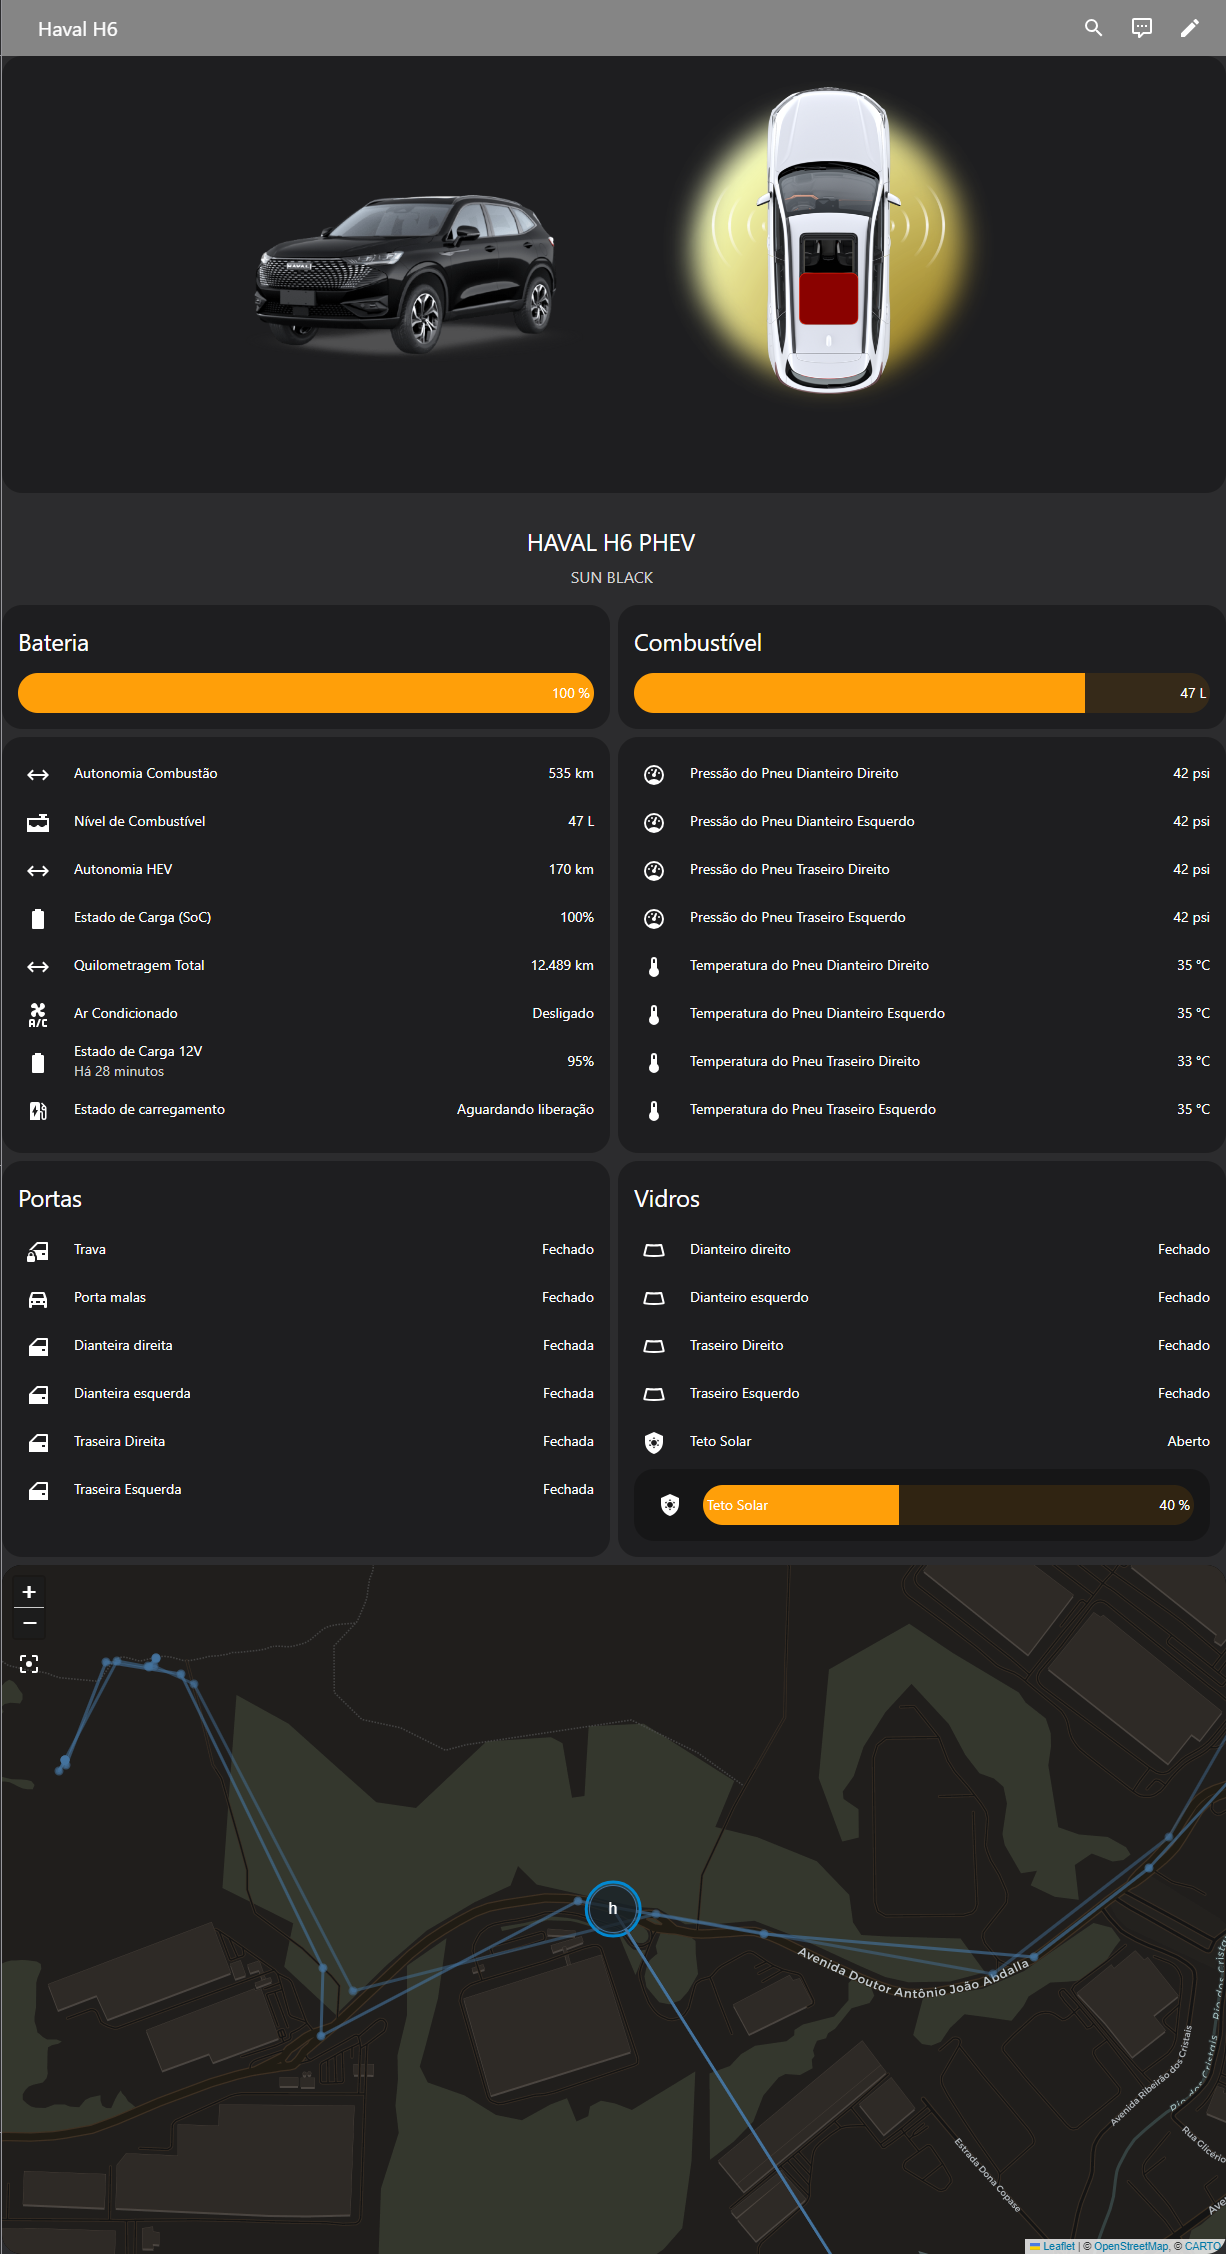 Haval H6
HAVAL
HAVAL H6 PHEV
SUN BLACK
Bateria
100 %
Combustível
47 L
Autonomia Combustão 535 km
Nível de Combustível 47 L
Autonomia HEV 170 km
Estado de Carga (SoC) 100%
Quilometragem Total 12.489 km
A/C Ar Condicionado Desligado
Estado de Carga 12V 95%
Há 28 minutos
Estado de carregamento Aguardando liberação
Pressão do Pneu Dianteiro Direito 42 psi
Pressão do Pneu Dianteiro Esquerdo 42 psi
Pressão do Pneu Traseiro Direito 42 psi
Pressão do Pneu Traseiro Esquerdo 42 psi
Temperatura do Pneu Dianteiro Direito 35 °C
Temperatura do Pneu Dianteiro Esquerdo 35 °C
Temperatura do Pneu Traseiro Direito 33 °C
Temperatura do Pneu Traseiro Esquerdo 35 °C
Portas
Trava Fechado
Porta malas Fechado
Dianteira direita Fechada
Dianteira esquerda Fechada
Traseira Direita Fechada
Traseira Esquerda Fechada
Vidros
Dianteiro direito Fechado
Dianteiro esquerdo Fechado
Traseiro Direito Fechado
Traseiro Esquerdo Fechado
Teto Solar Aberto
Teto Solar 40 %
+
−
h
Avenida Doutor Antônio João Abdalla
Avenida Ribeirão dos Cristais
Rio dos Cristais
Rio dos Cristais
Rua Glicério
Estrada Dona Copase
Leaflet | © OpenStreetMap, © CARTO